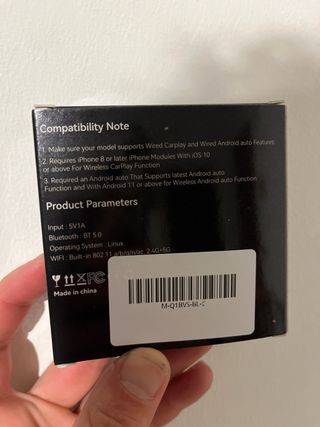 Compatibility Note
1. Make sure your model supports Wired Carplay and Wired Android auto Features
2. Requires iPhone 8 or later iPhone Modules With iOS 10
or above For Wireless CarPlay Function
3. Required an Android auto That Supports latest Android auto
Function and With Android 11 or above for Wireless Android auto Function
Product Parameters
Input : 5V1A
Bluetooth : BT 5.0
Operating System : Linux
WIFI : Built-in 802.11 a/b/g/n/ac 2.4G+5G
FC
Made in china
M-Q1BVS-BL-C